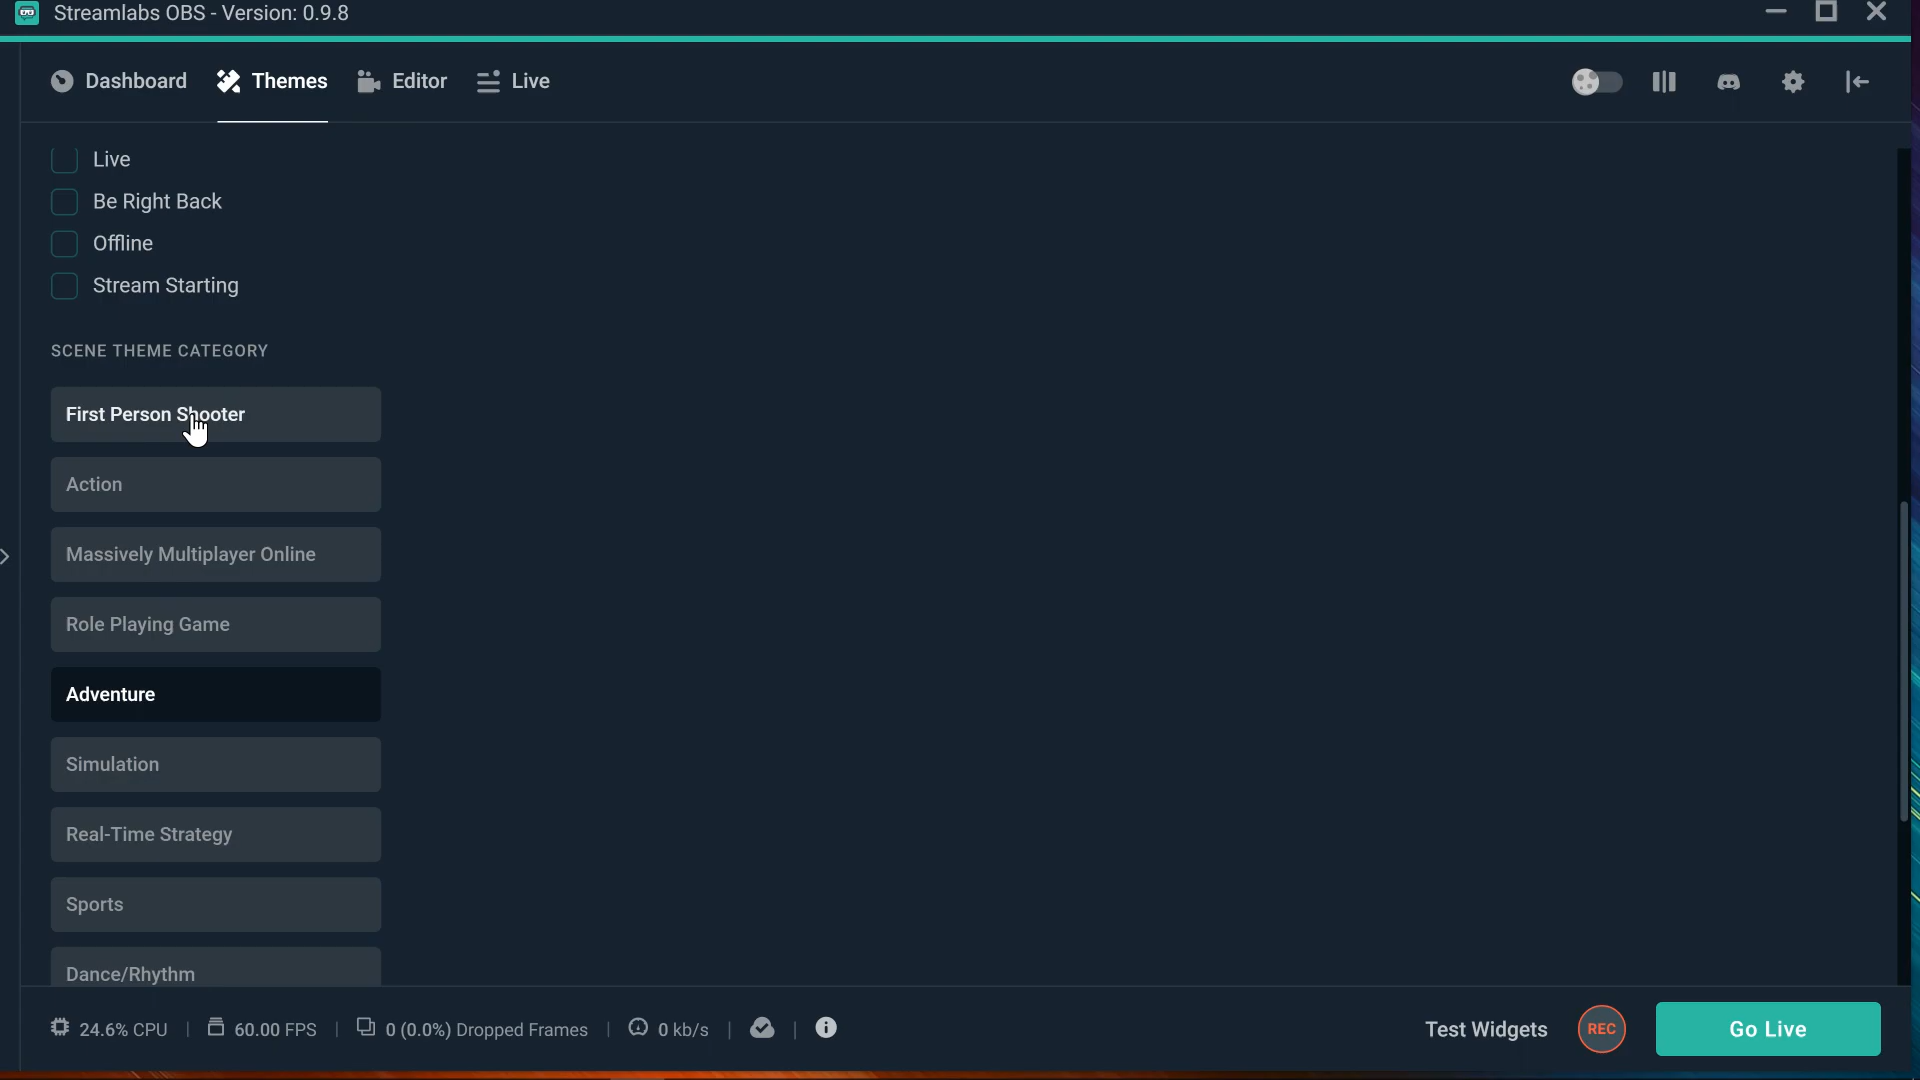 Streamlabs OBS - Version: 0.9.8
Dashboard
Themes
Editor
Live
Live
Be Right Back
Offline
Stream Starting
SCENE THEME CATEGORY
First Person Shooter
Action
Massively Multiplayer Online
Role Playing Game
Adventure
Simulation
Real-Time Strategy
Sports
Dance/Rhythm
24.6% CPU | 60.00 FPS | 0 (0.0%) Dropped Frames | 0 kb/s
Test Widgets
REC
Go Live